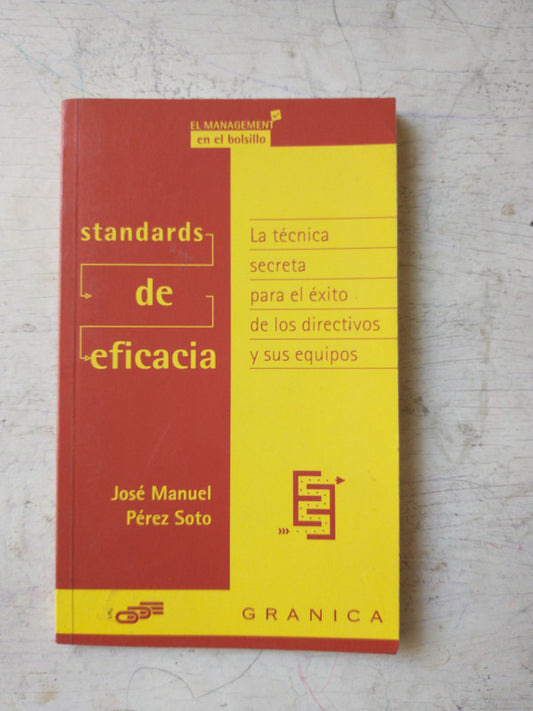 EL MANAGEMENT
en el bolsillo
standards
de
eficacia
La técnica
secreta
para el éxito
de los directivos
y sus equipos
José Manuel
Pérez Soto
GRANICA